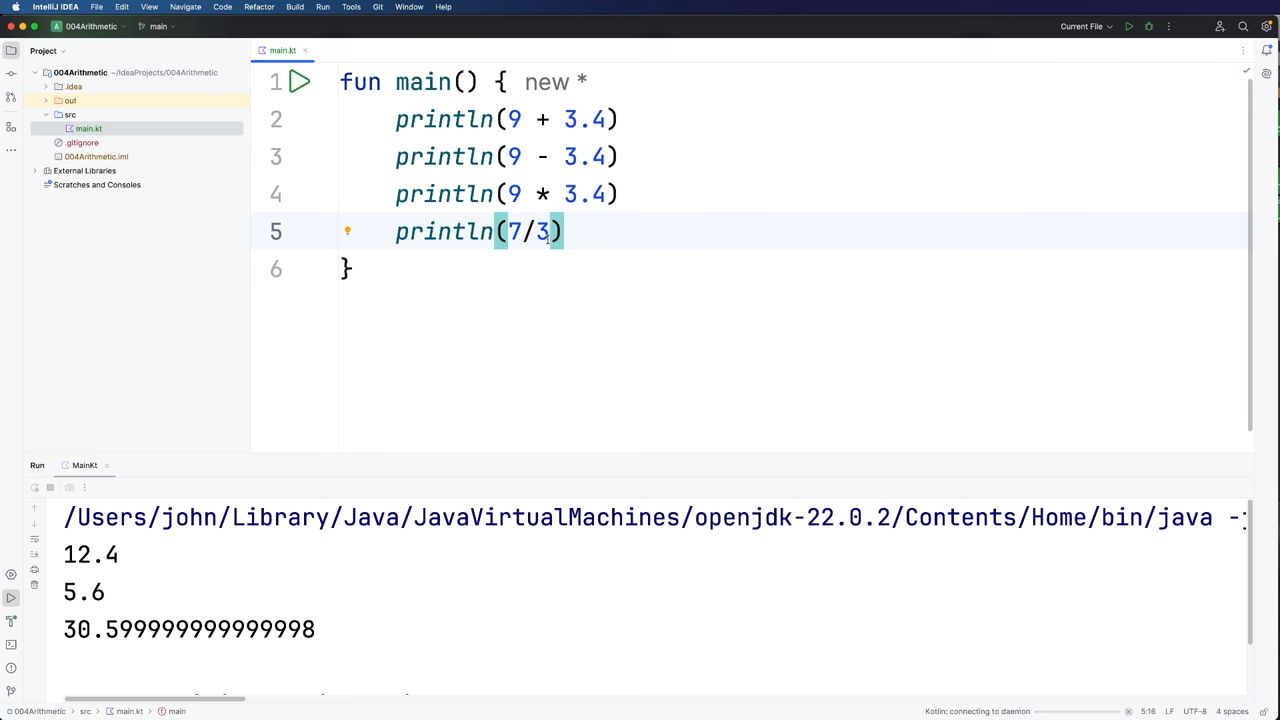 IntelliJ IDEA File Edit View Navigate Code Refactor Build Run Tools Git Window Help
004Arithmetic main Current File
Project main.kt
004Arithmetic ~/IdeaProjects/004Arithmetic
.idea
out
src
main.kt
.gitignore
004Arithmetic.iml
External Libraries
Scratches and Consoles
1 fun main() { new *
2 println(9 + 3.4)
3 println(9 - 3.4)
4 println(9 * 3.4)
5 println(7/3)
6 }
Run MainKt
/Users/john/Library/Java/JavaVirtualMachines/openjdk-22.0.2/Contents/Home/bin/java
12.4
5.6
30.599999999999998
004Arithmetic src main.kt main Kotlin: connecting to daemon 5:16 LF UTF-8 4 spaces